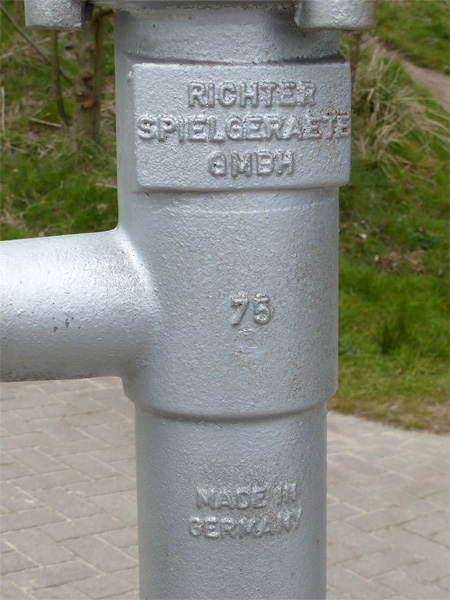 RICHTER
SPIELGERAETE
GMBH
75
MADE IN
GERMANY